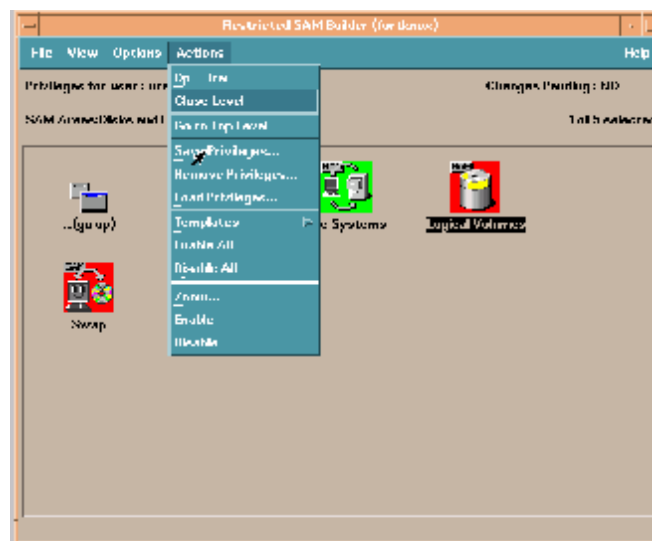 Restricted SAM Builder (for
File View Options Actions Help
Privileges for user: Changes Pending: NO
SAM Areas:Disks and 1 of 5 selected
Close Level
Go to Top Level
Save Privileges...
Remove Privileges...
Load Privileges...
Templates
Enable All
Disable All
Zoom...
Enable
Disable
...(go up) Systems Logical Volumes
Swap